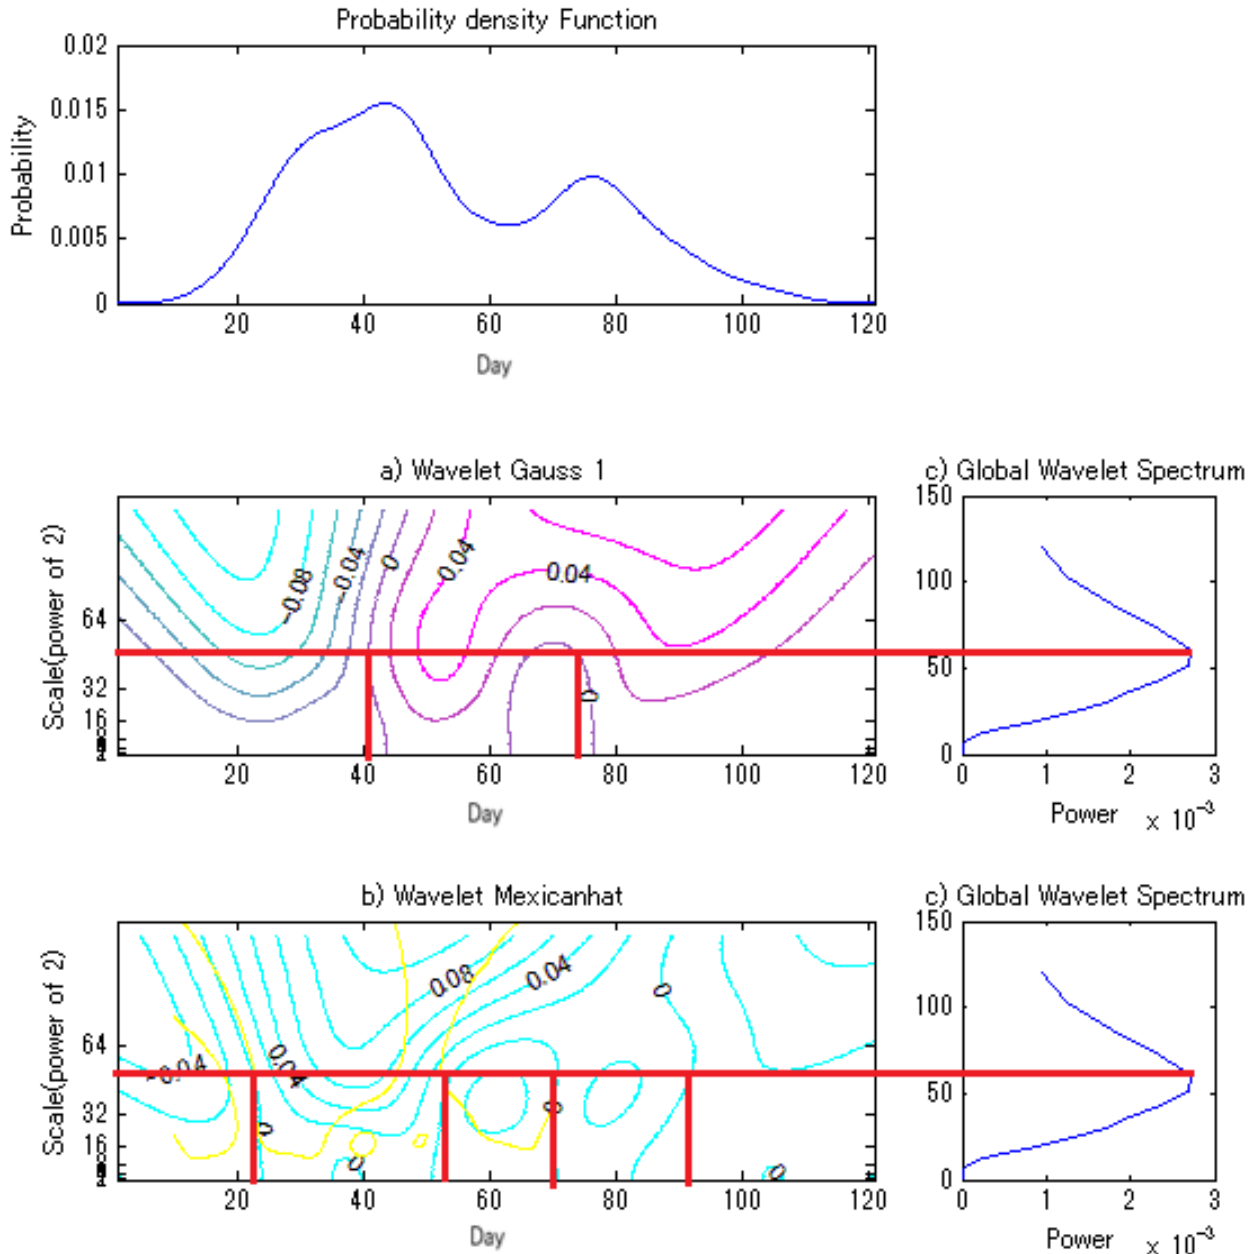 Probability density Function
0.02
0.015
0.01
0.005
0
Probability
20 40 60 80 100 120
Day
a) Wavelet Gauss 1
c) Global Wavelet Spectrum
Scale(power of 2)
64
32
16
-0.08
-0.04
0
0.04
0.04
0
20 40 60 80 100 120
Day
150
100
50
0
0 1 2 3
Power × 10⁻³
b) Wavelet Mexicanhat
c) Global Wavelet Spectrum
Scale(power of 2)
64
32
16
-0.04
0.04
0.08
0.04
0
0
0
0
0
20 40 60 80 100 120
Day
150
100
50
0
0 1 2 3
Power × 10⁻³